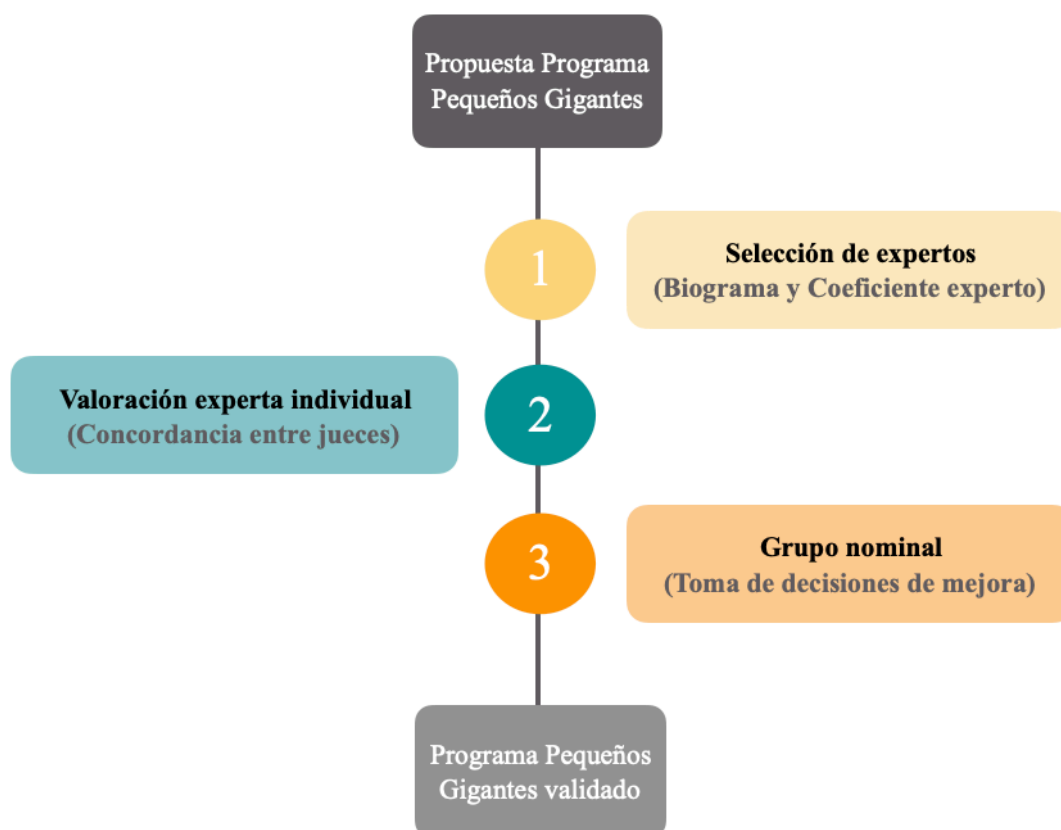 Propuesta Programa
Pequeños Gigantes
1
Selección de expertos
(Biograma y Coeficiente experto)
Valoración experta individual
(Concordancia entre jueces)
2
3
Grupo nominal
(Toma de decisiones de mejora)
Programa Pequeños
Gigantes validado